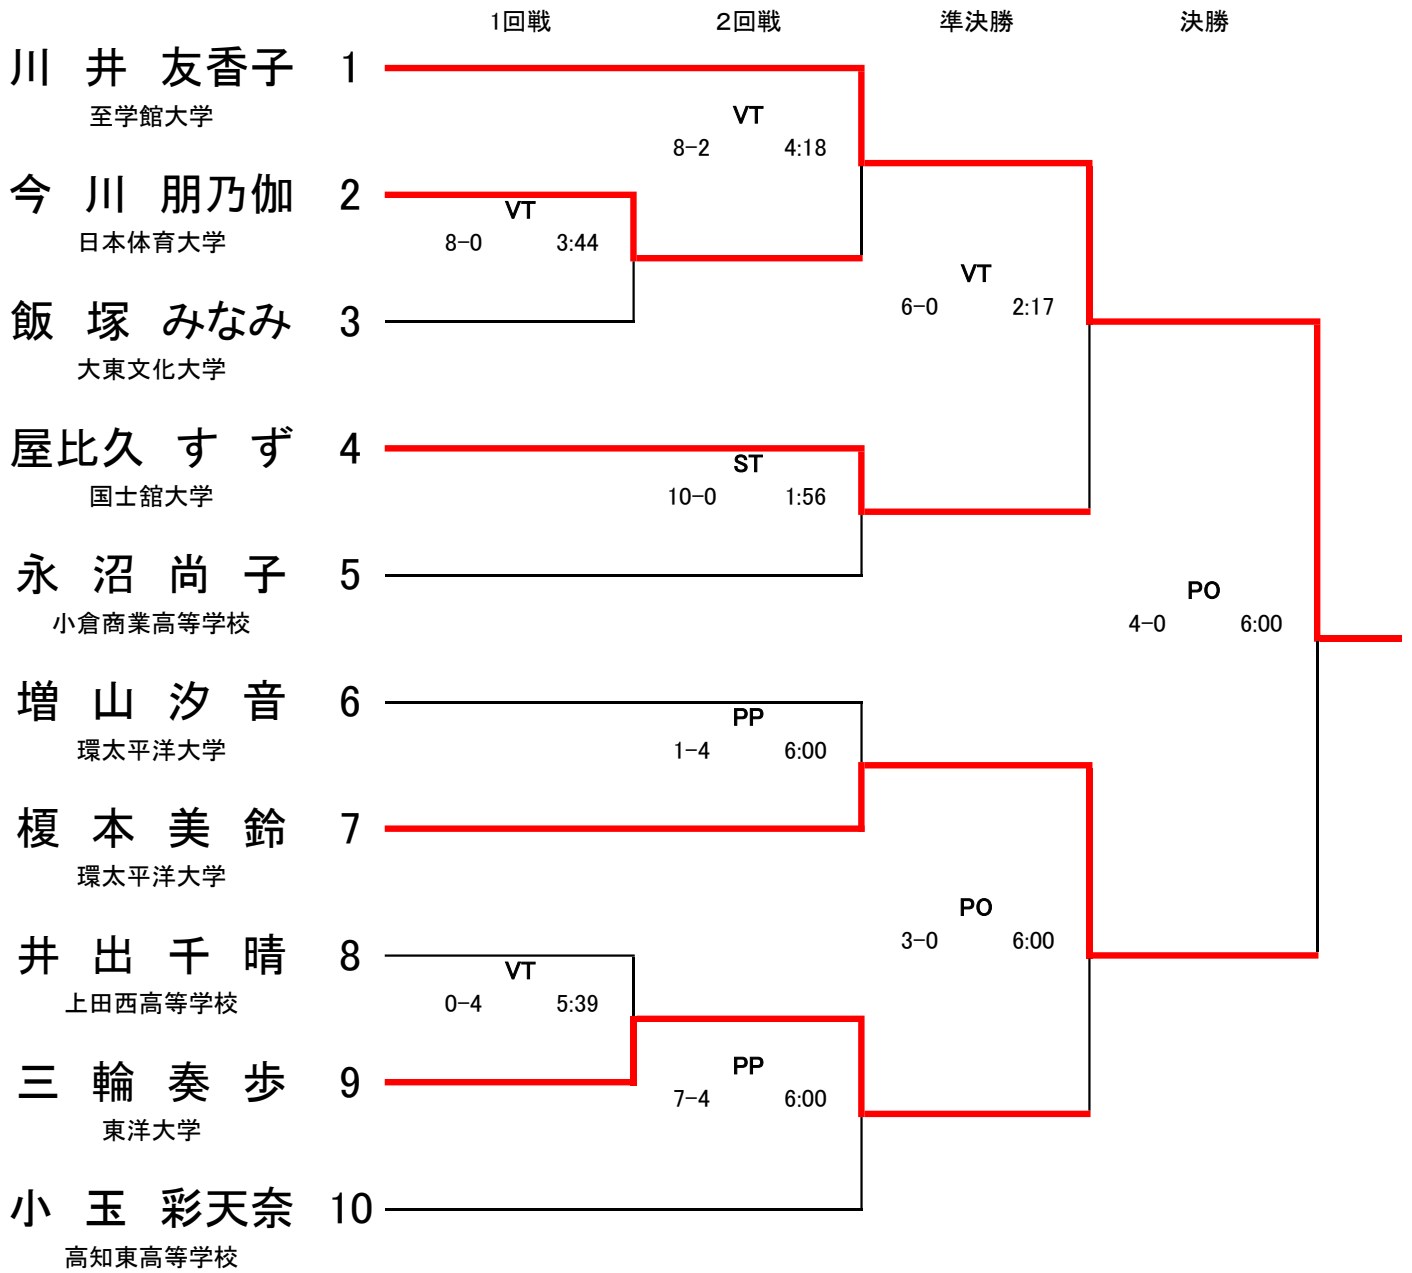 1回戦 2回戦 準決勝 決勝
川 井 友香子 1
至学館大学
VT
8-2 4:18
今 川 朋乃伽 2
日本体育大学
VT
8-0 3:44
VT
6-0 2:17
飯 塚 みなみ 3
大東文化大学
屋比久 す ず 4
国士舘大学
ST
10-0 1:56
永 沼 尚 子 5
小倉商業高等学校
PO
4-0 6:00
増 山 汐 音 6
環太平洋大学
PP
1-4 6:00
榎 本 美 鈴 7
環太平洋大学
PO
3-0 6:00
井 出 千 晴 8
上田西高等学校
VT
0-4 5:39
三 輪 奏 歩 9
東洋大学
PP
7-4 6:00
小 玉 彩天奈 10
高知東高等学校